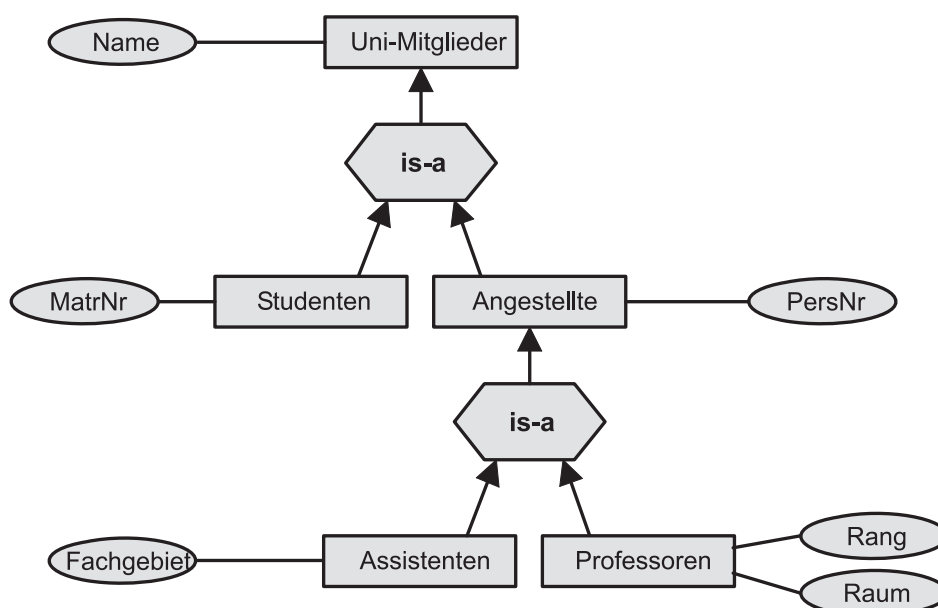 Name
Uni-Mitglieder
is-a
MatrNr
Studenten
Angestellte
PersNr
is-a
Fachgebiet
Assistenten
Professoren
Rang
Raum